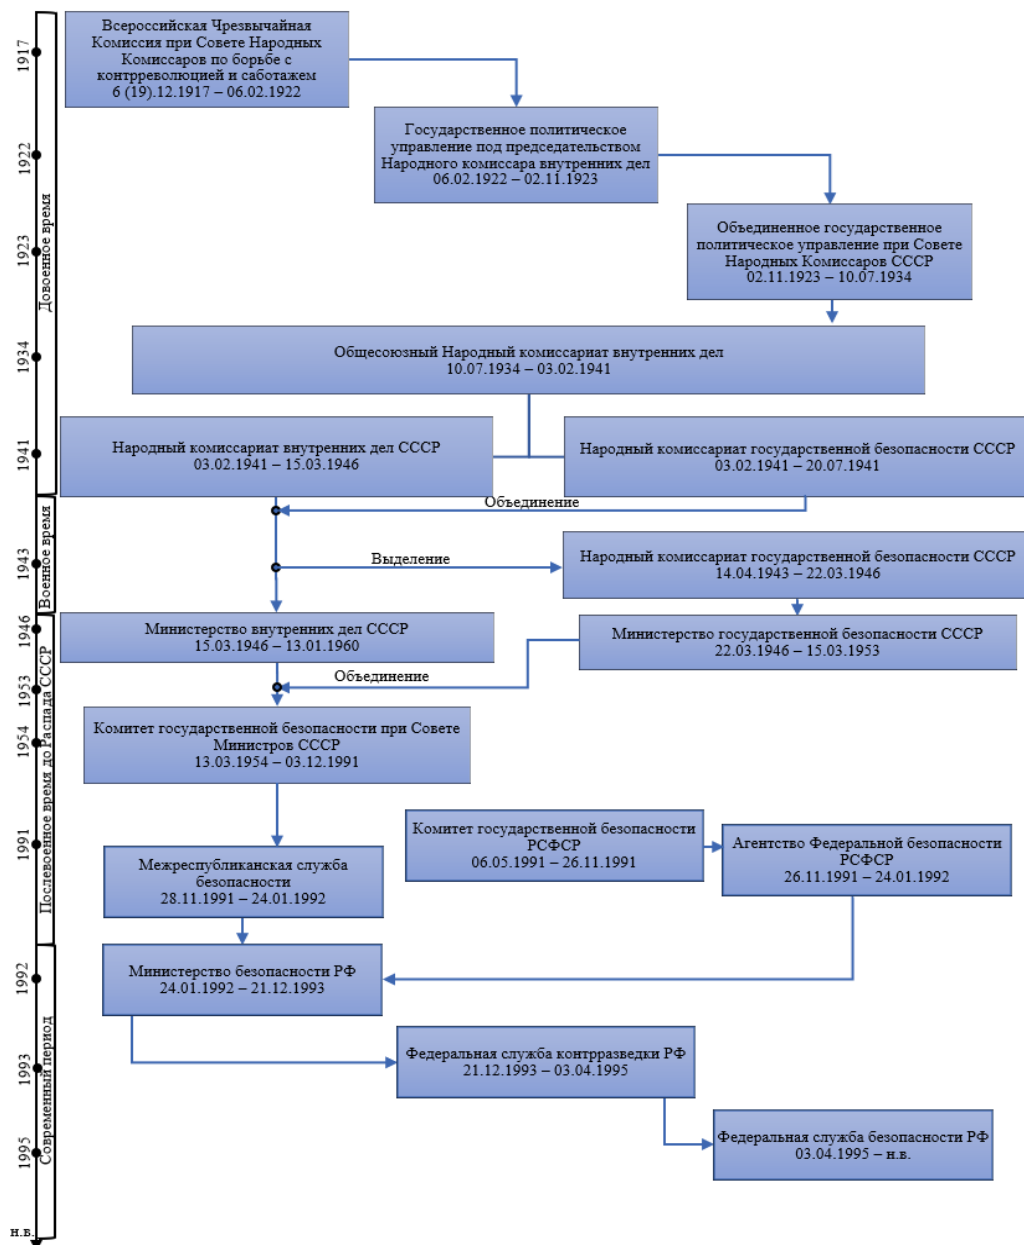 1917
1922
1923
1934
1941
1943
1946
1953
1954
1991
1992
1993
1995
н.в.
Довоенное время
Военное время
Послевоенное время до Распада СССР
Современный период
Всероссийская Чрезвычайная
Комиссия при Совете Народных
Комиссаров по борьбе с
контрреволюцией и саботажем
6 (19).12.1917 – 06.02.1922
Государственное политическое
управление под председательством
Народного комиссара внутренних дел
06.02.1922 – 02.11.1923
Объединенное государственное
политическое управление при Совете
Народных Комиссаров СССР
02.11.1923 – 10.07.1934
Общесоюзный Народный комиссариат внутренних дел
10.07.1934 – 03.02.1941
Народный комиссариат внутренних дел СССР
03.02.1941 – 15.03.1946
Народный комиссариат государственной безопасности СССР
03.02.1941 – 20.07.1941
Объединение
Выделение
Народный комиссариат государственной безопасности СССР
14.04.1943 – 22.03.1946
Министерство внутренних дел СССР
15.03.1946 – 13.01.1960
Министерство государственной безопасности СССР
22.03.1946 – 15.03.1953
Объединение
Комитет государственной безопасности при Совете
Министров СССР
13.03.1954 – 03.12.1991
Комитет государственной безопасности
РСФСР
06.05.1991 – 26.11.1991
Агентство Федеральной безопасности
РСФСР
26.11.1991 – 24.01.1992
Межреспубликанская служба
безопасности
28.11.1991 – 24.01.1992
Министерство безопасности РФ
24.01.1992 – 21.12.1993
Федеральная служба контрразведки РФ
21.12.1993 – 03.04.1995
Федеральная служба безопасности РФ
03.04.1995 – н.в.